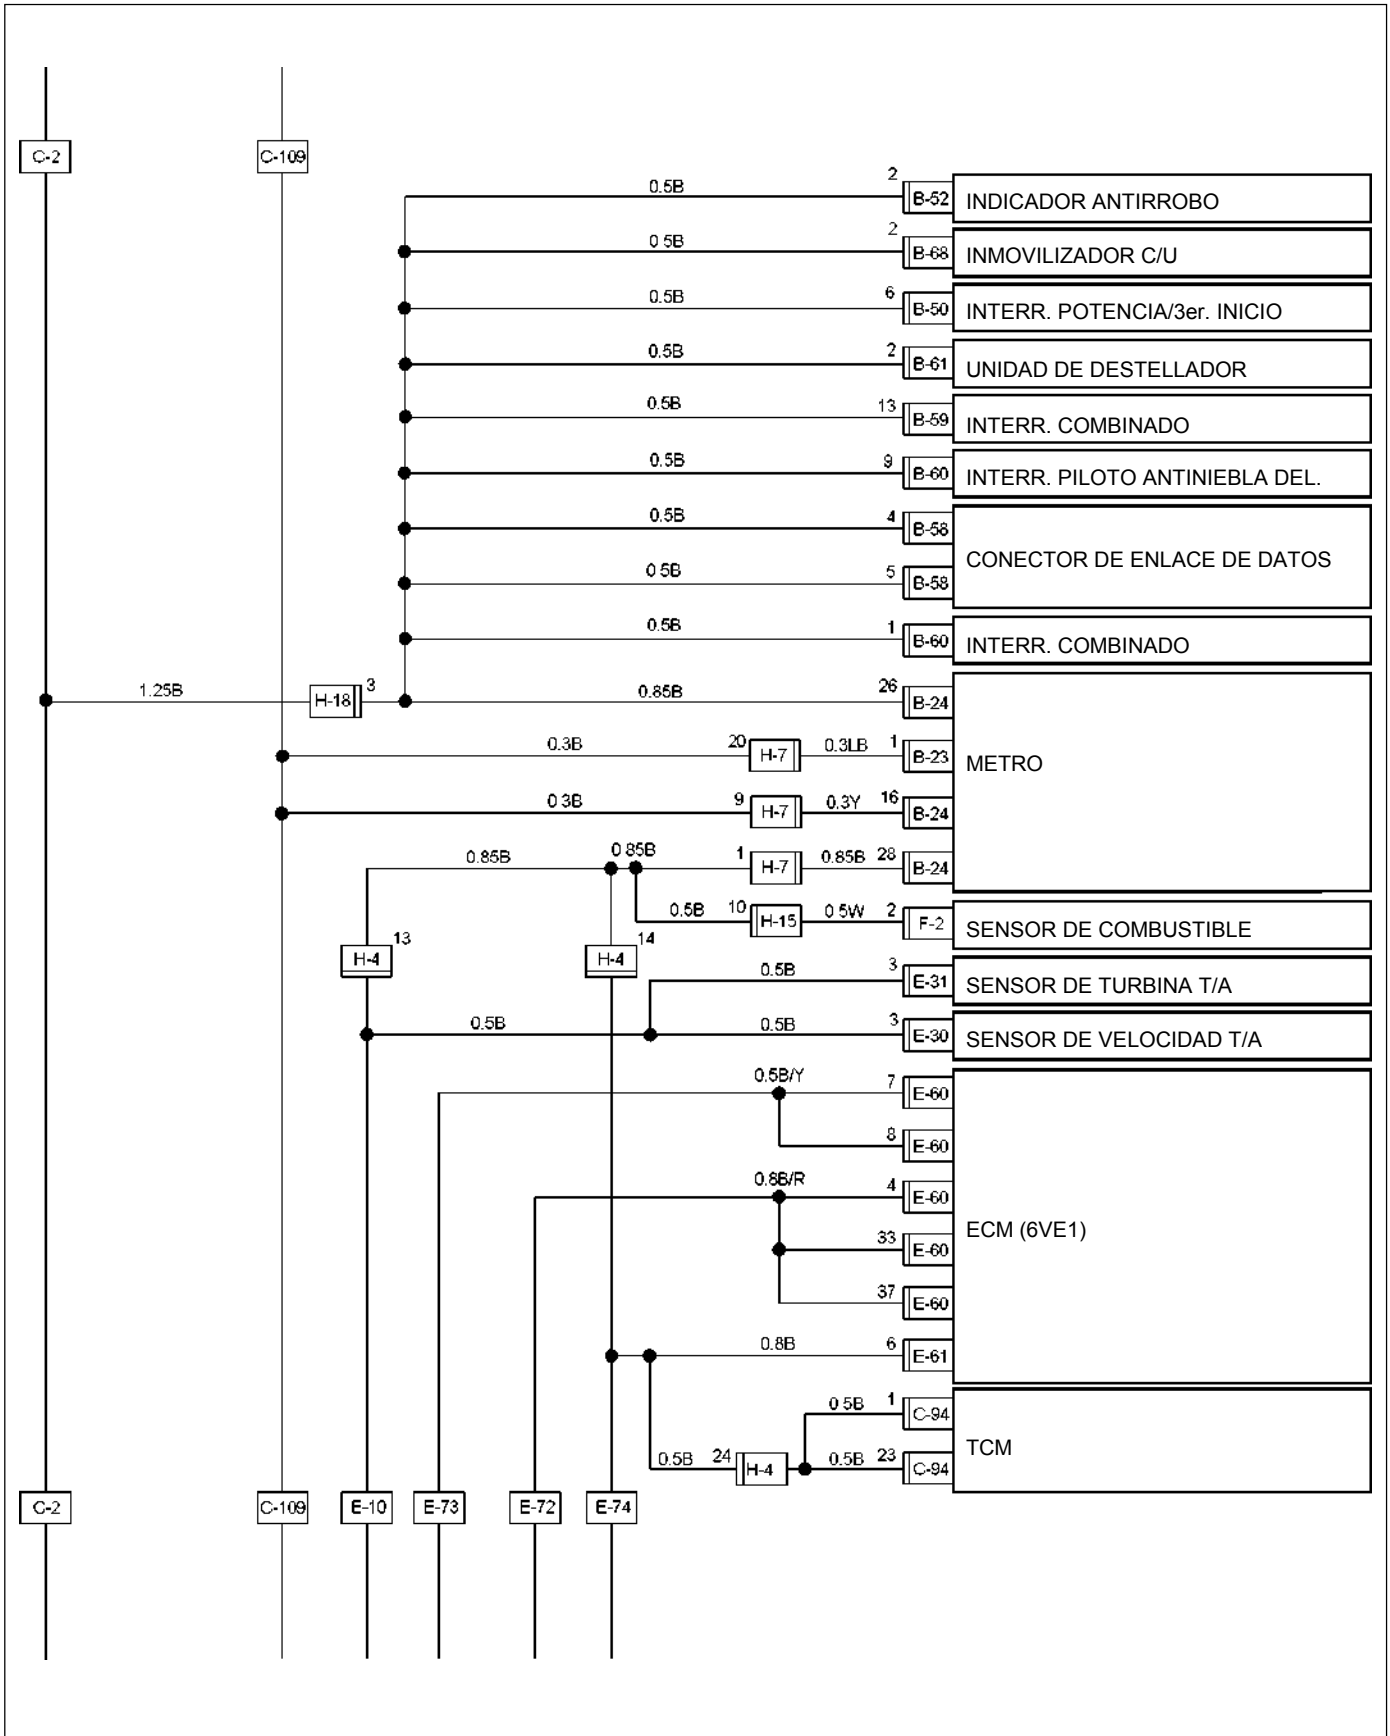 C-2
C-109
0.5B 2 B-52 INDICADOR ANTIRROBO
0 5B 2 B-68 INMOVILIZADOR C/U
0.5B 6 B-50 INTERR. POTENCIA/3er. INICIO
0.5B 2 B-61 UNIDAD DE DESTELLADOR
0.5B 13 B-59 INTERR. COMBINADO
0.5B 9 B-60 INTERR. PILOTO ANTINIEBLA DEL.
0.5B 4 B-58
CONECTOR DE ENLACE DE DATOS
0 5B 5 B-58
0.5B 1 B-60 INTERR. COMBINADO
1.25B H-18 3 0.85B 26 B-24
0.3B 20 H-7 0.3LB 1 B-23 METRO
0 3B 9 H-7 0.3Y 16 B-24
0.85B 0 85B 1 H-7 0.85B 28 B-24
0.5B 10 H-15 0 5W 2 F-2 SENSOR DE COMBUSTIBLE
H-4 13 H-4 14
0.5B 3 E-31 SENSOR DE TURBINA T/A
0.5B 0.5B 3 E-30 SENSOR DE VELOCIDAD T/A
0.5B/Y 7 E-60
8 E-60
0.8B/R 4 E-60
ECM (6VE1)
33 E-60
37 E-60
0.8B 6 E-61
0 5B 1 C-94
TCM
0.5B 24 H-4 0.5B 23 C-94
C-2 C-109 E-10 E-73 E-72 E-74